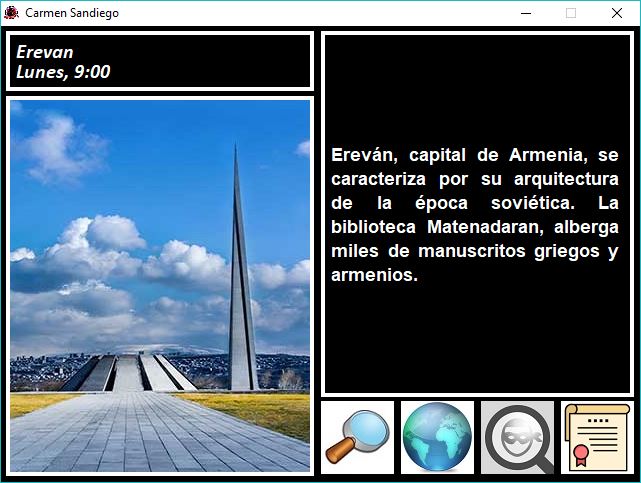 Carmen Sandiego
Erevan
Lunes, 9:00
Ereván, capital de Armenia, se
caracteriza por su arquitectura
de la época soviética. La
biblioteca Matenadaran, alberga
miles de manuscritos griegos y
armenios.